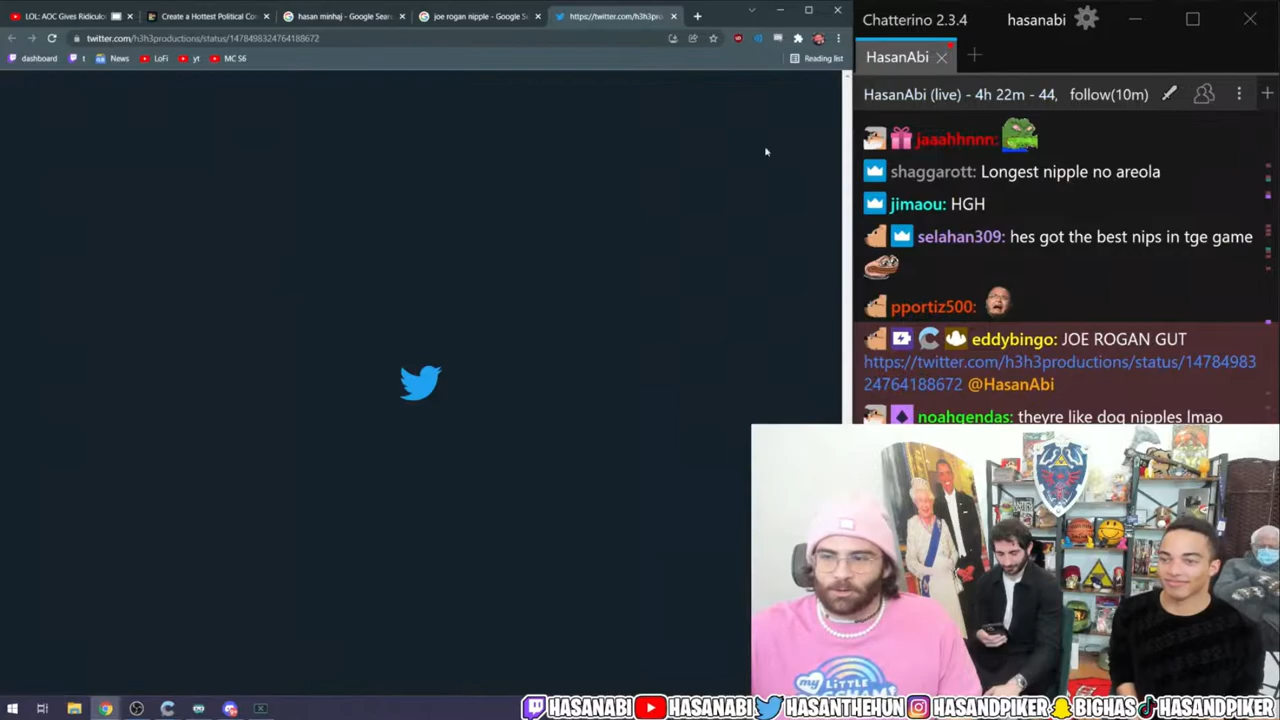 LOL: AOC Gives Ridiculo
Create a Hottest Political Co
hasan minhaj - Google Sear
joe rogan nipple - Google S
https://twitter.com/h3h3pro
twitter.com/h3h3productions/status/1478498324764188672
dashboard
t
News
LoFi
yt
MC S6
Reading list
Chatterino 2.3.4
hasanabi
HasanAbi
HasanAbi (live) - 4h 22m - 44,
follow(10m)
jaaahhnnn:
shaggarott: Longest nipple no areola
jimaou: HGH
selahan309: hes got the best nips in tge game
pportiz500:
eddybingo: JOE ROGAN GUT
https://twitter.com/h3h3productions/status/14784983
24764188672 @HasanAbi
noahgendas: theyre like dog nipples lmao
my
LITTLE
HASANABI
HASANABI
HASANTHEHUN
HASANDPIKER
BIGHAS
HASANDPIKER